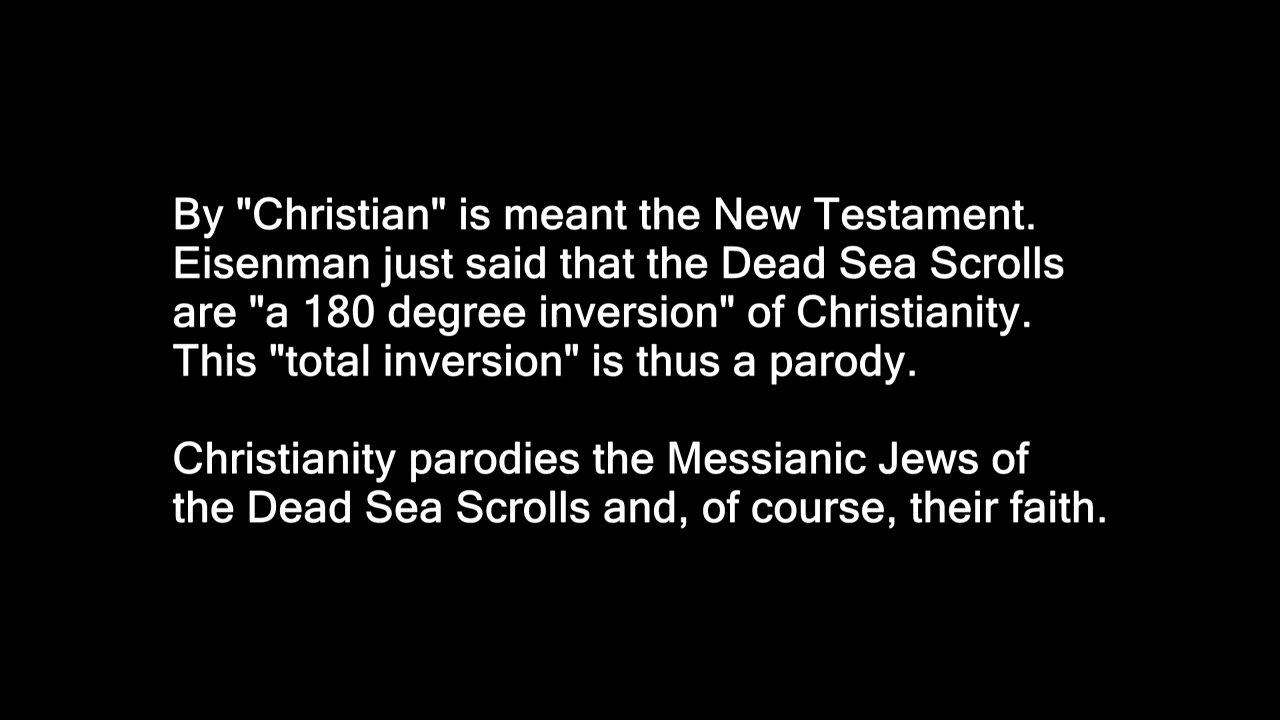 By "Christian" is meant the New Testament.
Eisenman just said that the Dead Sea Scrolls
are "a 180 degree inversion" of Christianity.
This "total inversion" is thus a parody.
Christianity parodies the Messianic Jews of
the Dead Sea Scrolls and, of course, their faith.